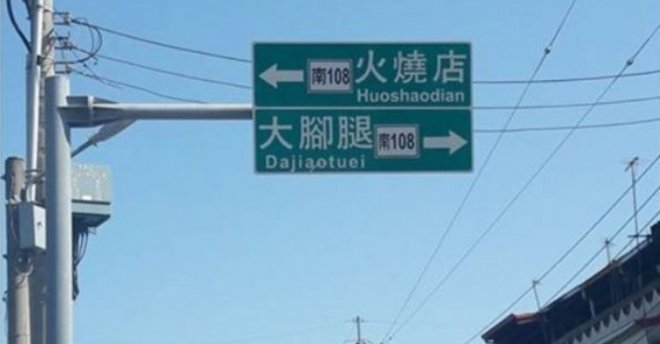 南108 火燒店
Huoshaodian
大腳腿 南108
Dajiaotuei